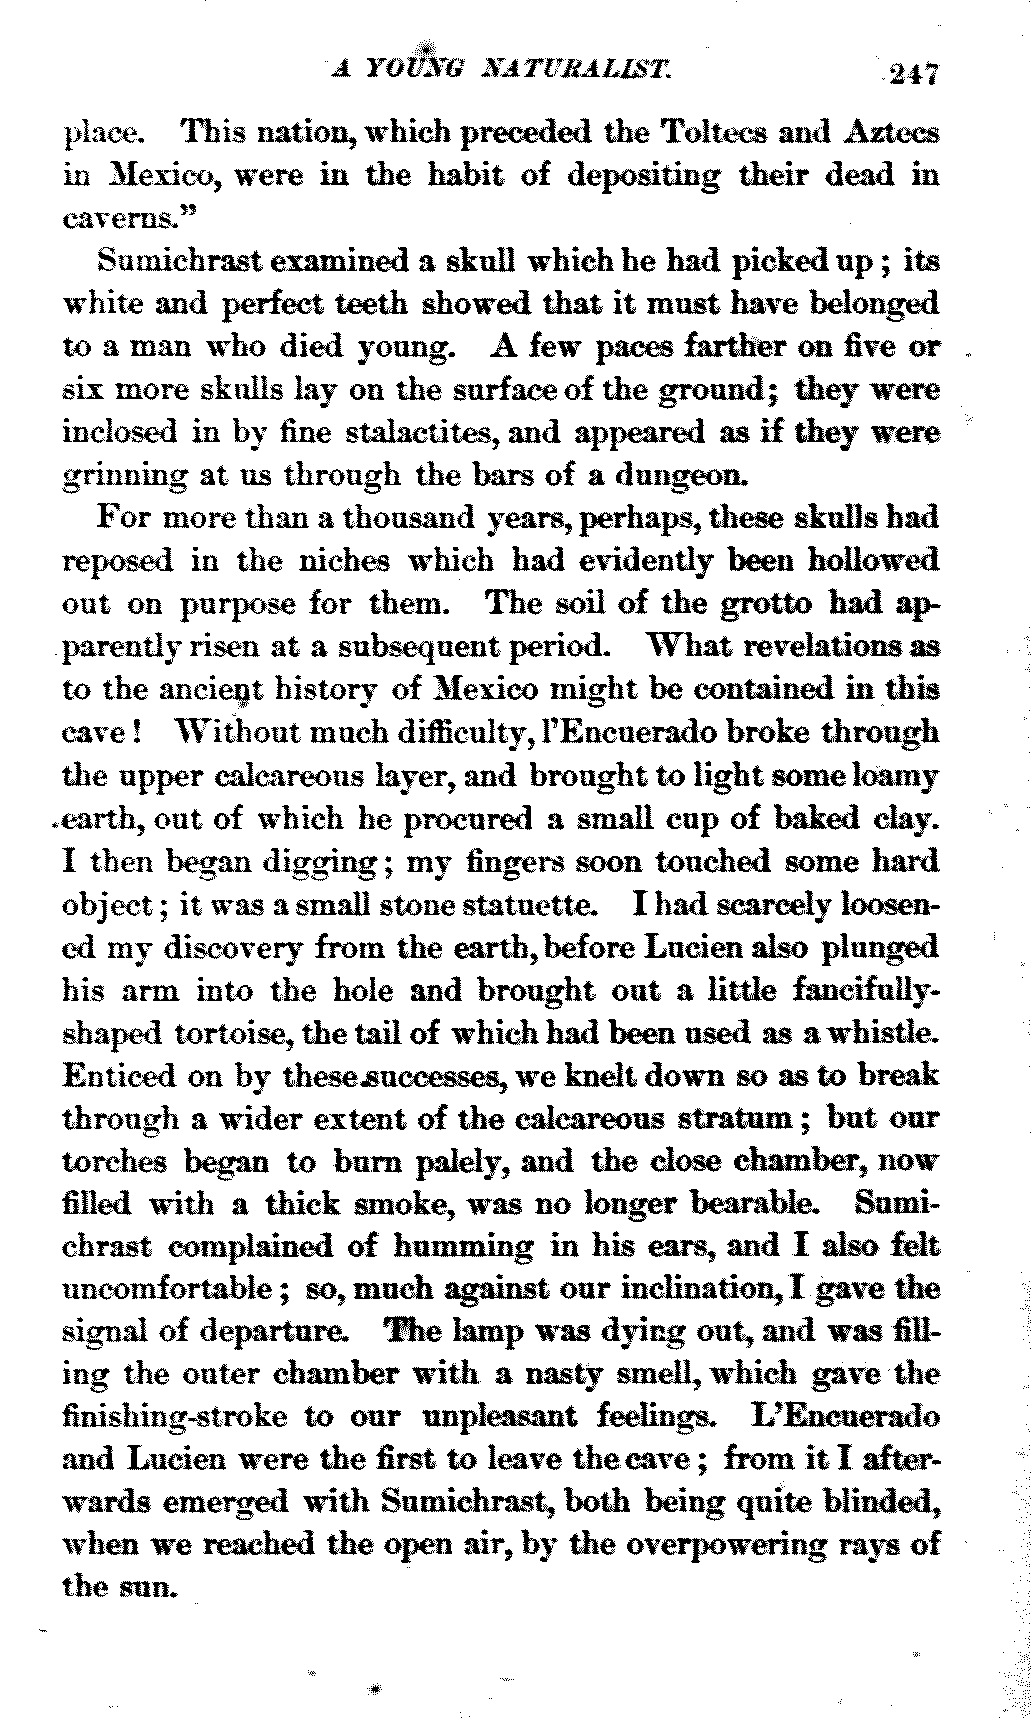 A YOUNG NATURALIST. 247
place. This nation, which preceded the Toltecs and Aztecs
in Mexico, were in the habit of depositing their dead in
caverns."
Sumichrast examined a skull which he had picked up; its
white and perfect teeth showed that it must have belonged
to a man who died young. A few paces farther on five or
six more skulls lay on the surface of the ground; they were
inclosed in by fine stalactites, and appeared as if they were
grinning at us through the bars of a dungeon.
For more than a thousand years, perhaps, these skulls had
reposed in the niches which had evidently been hollowed
out on purpose for them. The soil of the grotto had ap-
parently risen at a subsequent period. What revelations as
to the ancient history of Mexico might be contained in this
cave! Without much difficulty, l'Encuerado broke through
the upper calcareous layer, and brought to light some loamy
earth, out of which he procured a small cup of baked clay.
I then began digging; my fingers soon touched some hard
object; it was a small stone statuette. I had scarcely loosen-
ed my discovery from the earth, before Lucien also plunged
his arm into the hole and brought out a little fancifully-
shaped tortoise, the tail of which had been used as a whistle.
Enticed on by these successes, we knelt down so as to break
through a wider extent of the calcareous stratum; but our
torches began to burn palely, and the close chamber, now
filled with a thick smoke, was no longer bearable. Sumi-
chrast complained of humming in his ears, and I also felt
uncomfortable; so, much against our inclination, I gave the
signal of departure. The lamp was dying out, and was fill-
ing the outer chamber with a nasty smell, which gave the
finishing-stroke to our unpleasant feelings. L'Encuerado
and Lucien were the first to leave the cave; from it I after-
wards emerged with Sumichrast, both being quite blinded,
when we reached the open air, by the overpowering rays of
the sun.